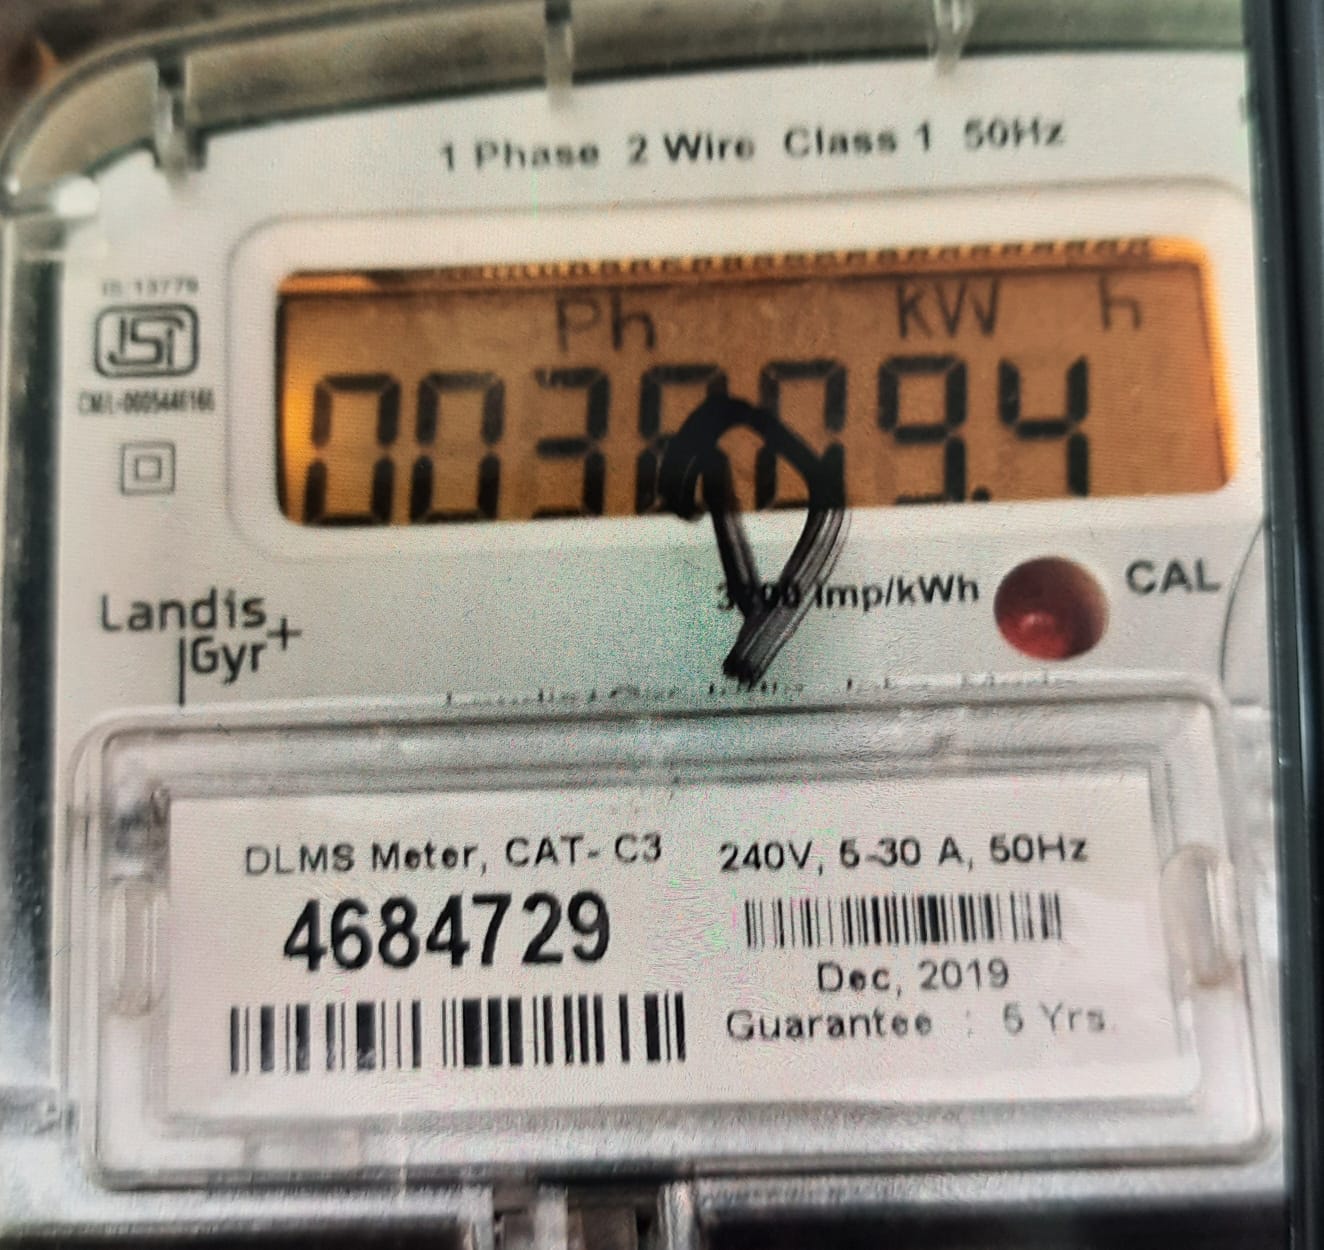 1 Phase 2 Wire Class 1 50Hz
IS:13779
ISI
Ph kW h
imp/kWh CAL
Landis
Gyr+
DLMS Meter, CAT- C3
4684729
240V, 5-30 A, 50Hz
Dec, 2019
Guarantee : 5 Yrs.